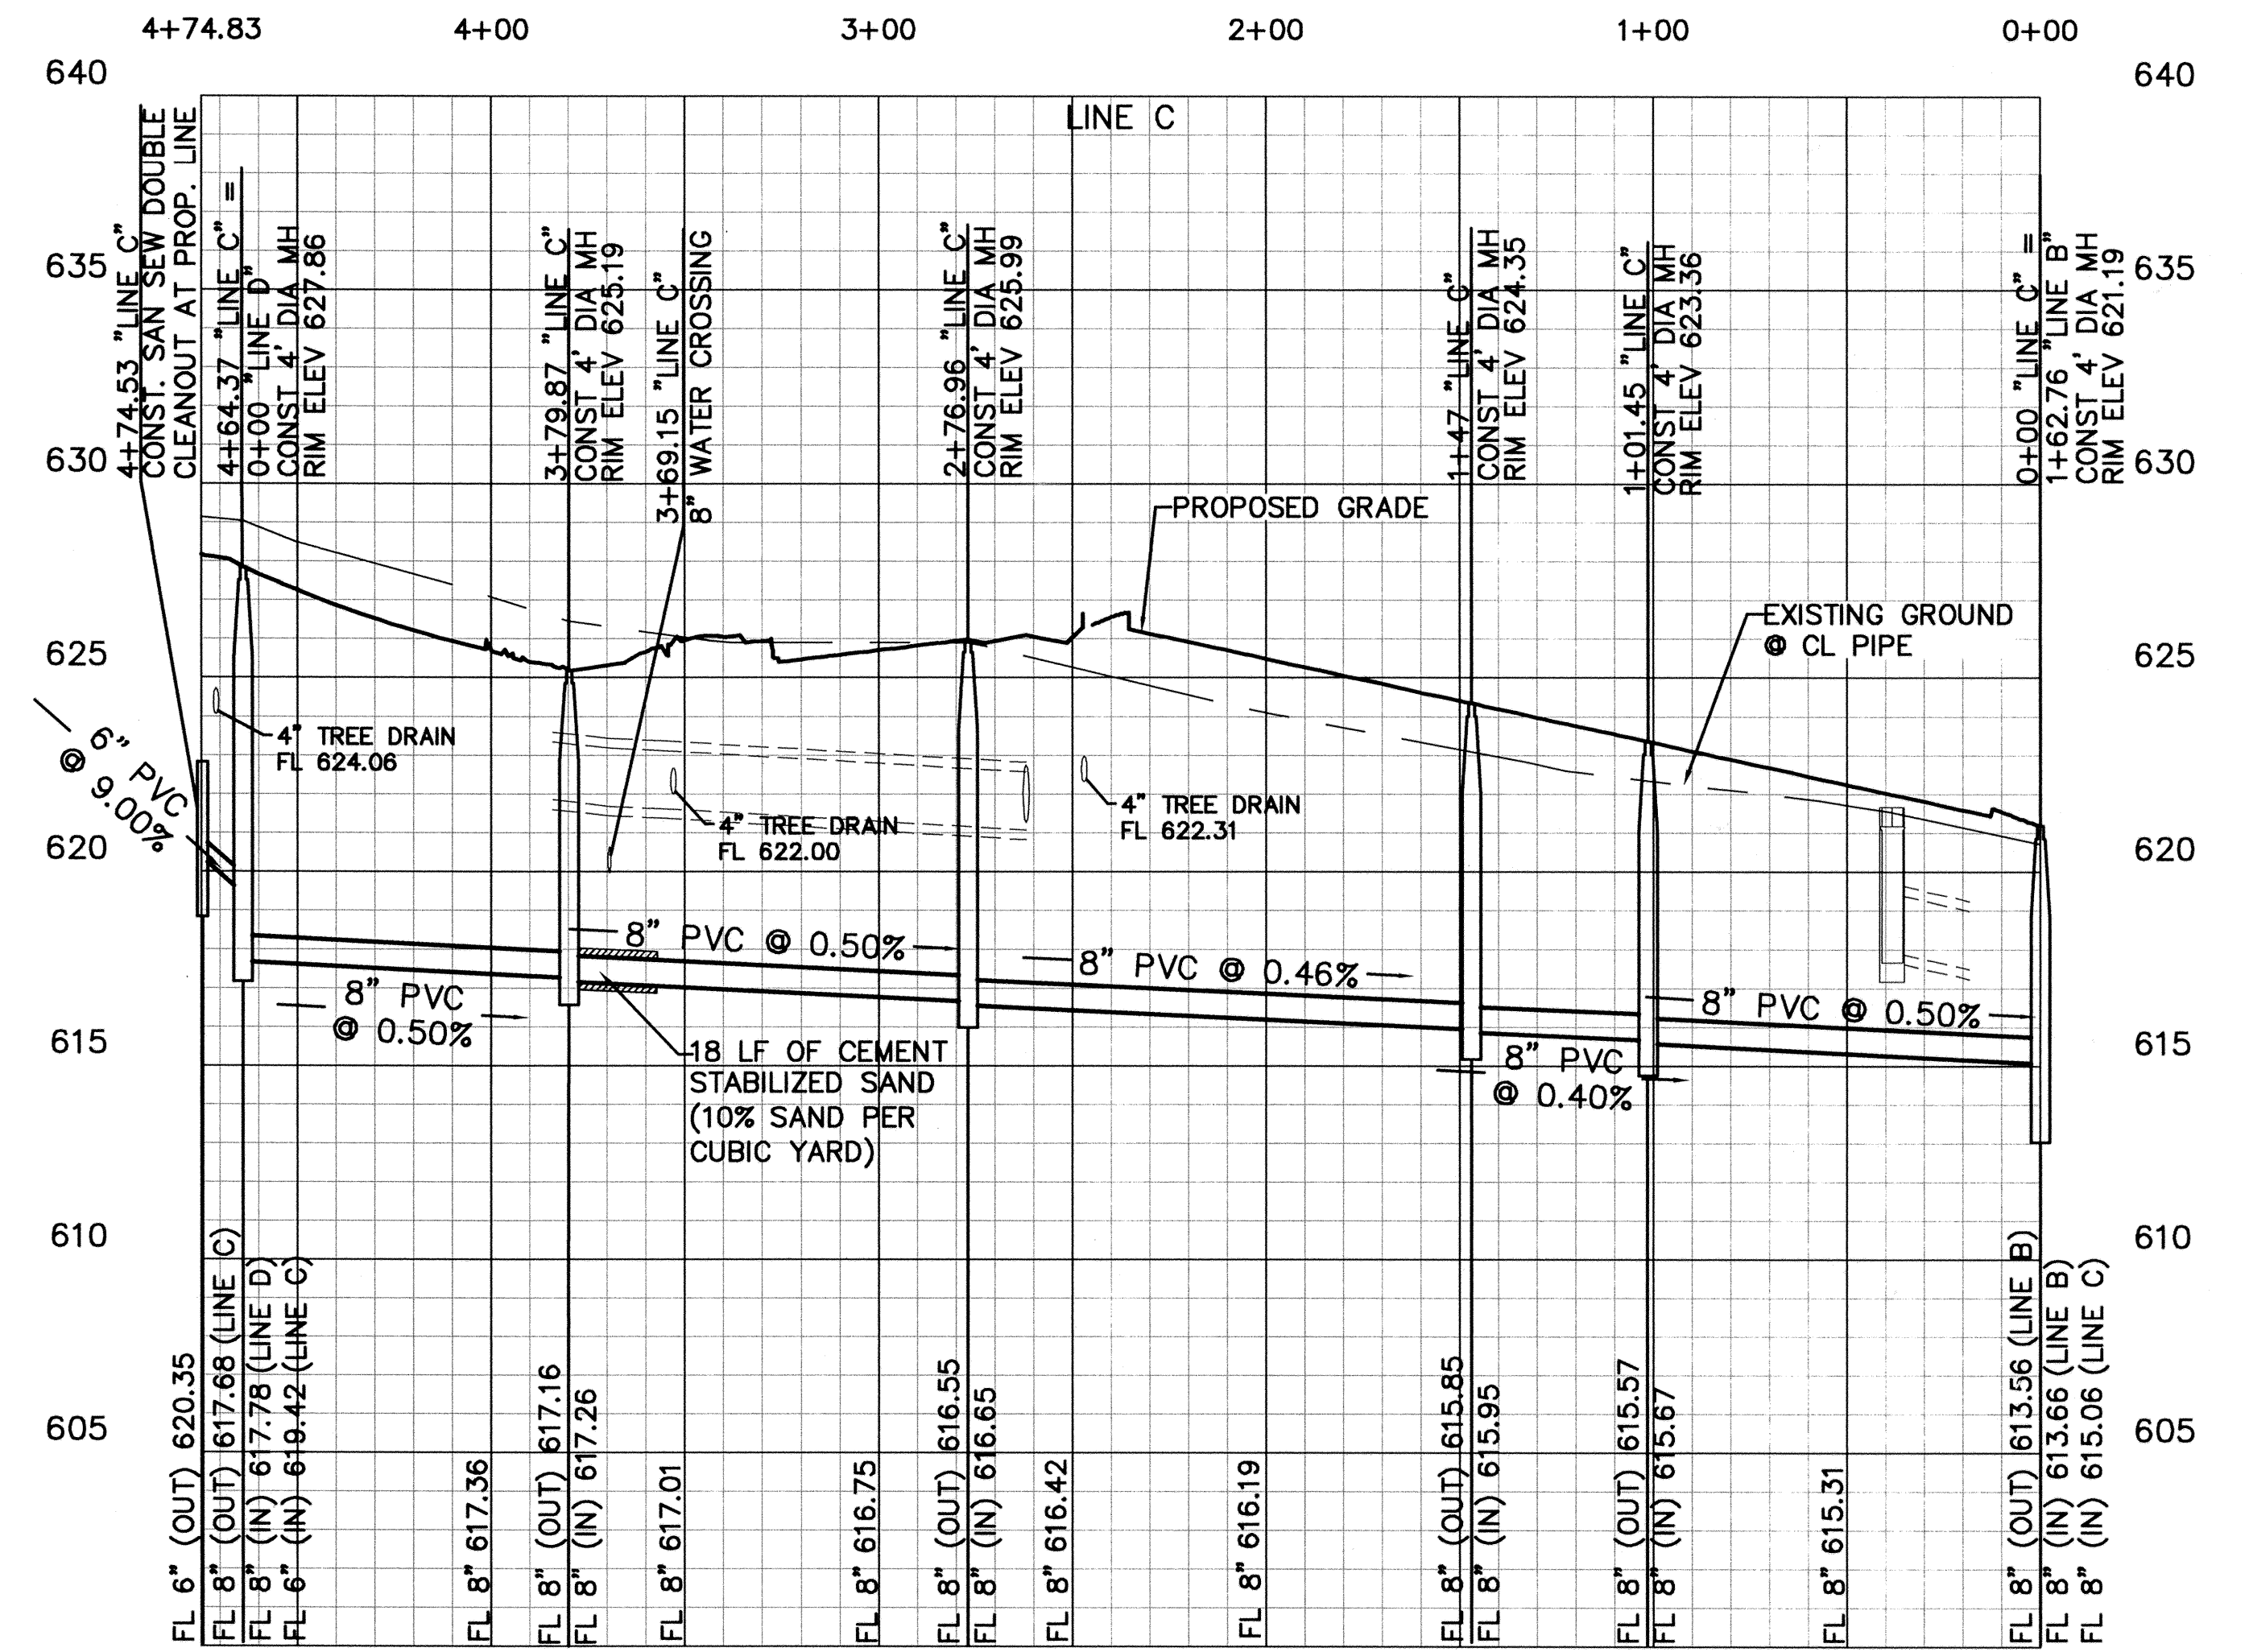 4+74.83
4+00
3+00
2+00
1+00
0+00
640
640
LINE C
635
635
630
630
625
625
620
620
615
615
610
610
605
605
4+74.53 "LINE C"
CONST. SAN SEW DOUBLE
CLEANOUT AT PROP. LINE
4+64.37 "LINE C" =
0+00 "LINE D"
CONST 4' DIA MH
RIM ELEV 627.86
3+79.87 "LINE C"
CONST 4' DIA MH
RIM ELEV 625.19
3+69.15 "LINE C"
8" WATER CROSSING
2+76.96 "LINE C"
CONST 4' DIA MH
RIM ELEV 625.99
1+47 "LINE C"
CONST 4' DIA MH
RIM ELEV 624.35
1+01.45 "LINE C"
CONST 4' DIA MH
RIM ELEV 623.36
0+00 "LINE C" =
1+62.76 "LINE B"
CONST 4' DIA MH
RIM ELEV 621.19
PROPOSED GRADE
EXISTING GROUND
@ CL PIPE
6" PVC
@ 9.00%
4" TREE DRAIN
FL 624.06
4" TREE DRAIN
FL 622.00
4" TREE DRAIN
FL 622.31
8" PVC
@ 0.50%
8" PVC @ 0.50%
8" PVC @ 0.46%
8" PVC
@ 0.40%
8" PVC @ 0.50%
18 LF OF CEMENT
STABILIZED SAND
(10% SAND PER
CUBIC YARD)
FL 6" (OUT) 620.35
FL 8" (OUT) 617.68 (LINE C)
FL 8" (IN) 617.78 (LINE D)
FL 6" (IN) 619.42 (LINE C)
FL 8" 617.36
FL 8" (OUT) 617.16
FL 8" (IN) 617.26
FL 8" 617.01
FL 8" 616.75
FL 8" (OUT) 616.55
FL 8" (IN) 616.65
FL 8" 616.42
FL 8" 616.19
FL 8" (OUT) 615.85
FL 8" (IN) 615.95
FL 8" (OUT) 615.57
FL 8" (IN) 615.67
FL 8" 615.31
FL 8" (OUT) 613.56 (LINE B)
FL 8" (IN) 613.66 (LINE B)
FL 8" (IN) 615.06 (LINE C)